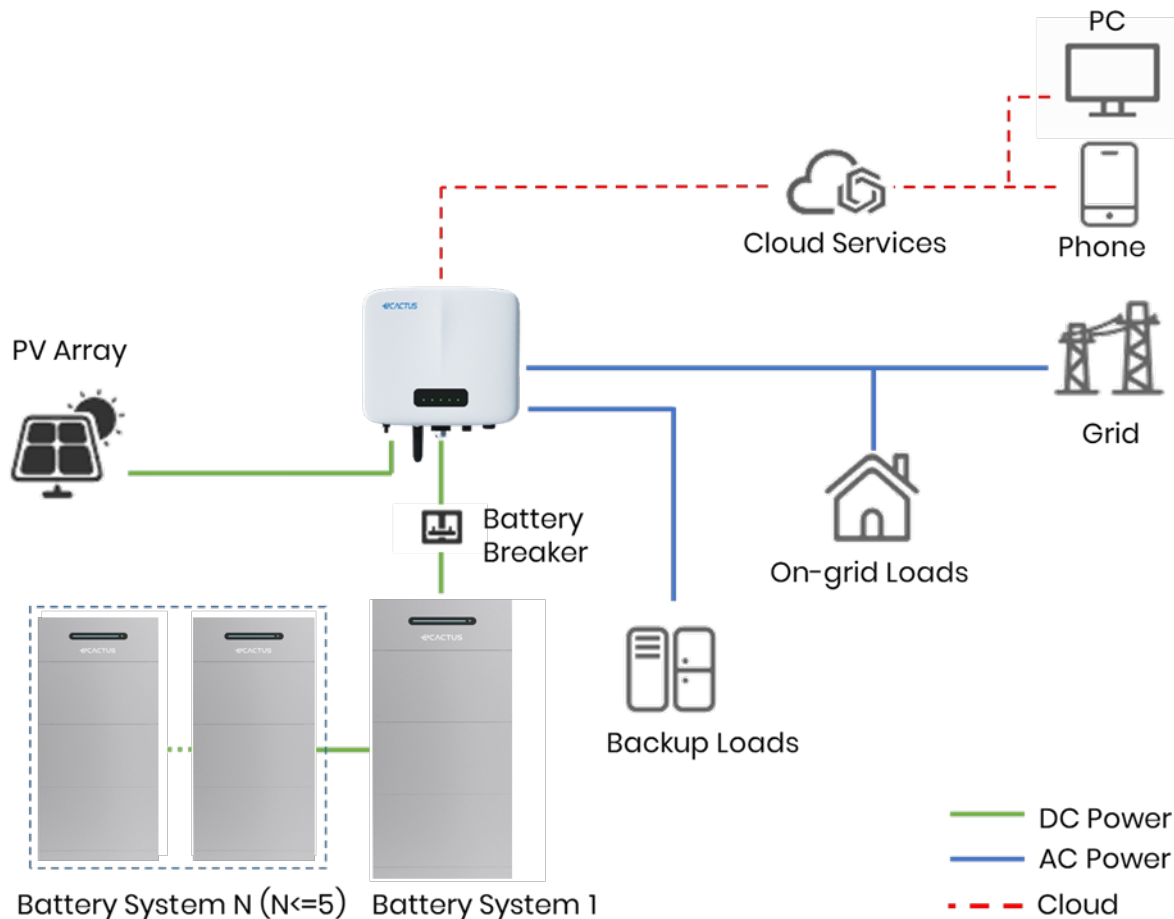 PC
Cloud Services
Phone
eCACTUS
PV Array
Grid
Battery
Breaker
On-grid Loads
eCACTUS
eCACTUS
eCACTUS
Backup Loads
DC Power
AC Power
Cloud
Battery System N (N<=5)
Battery System 1